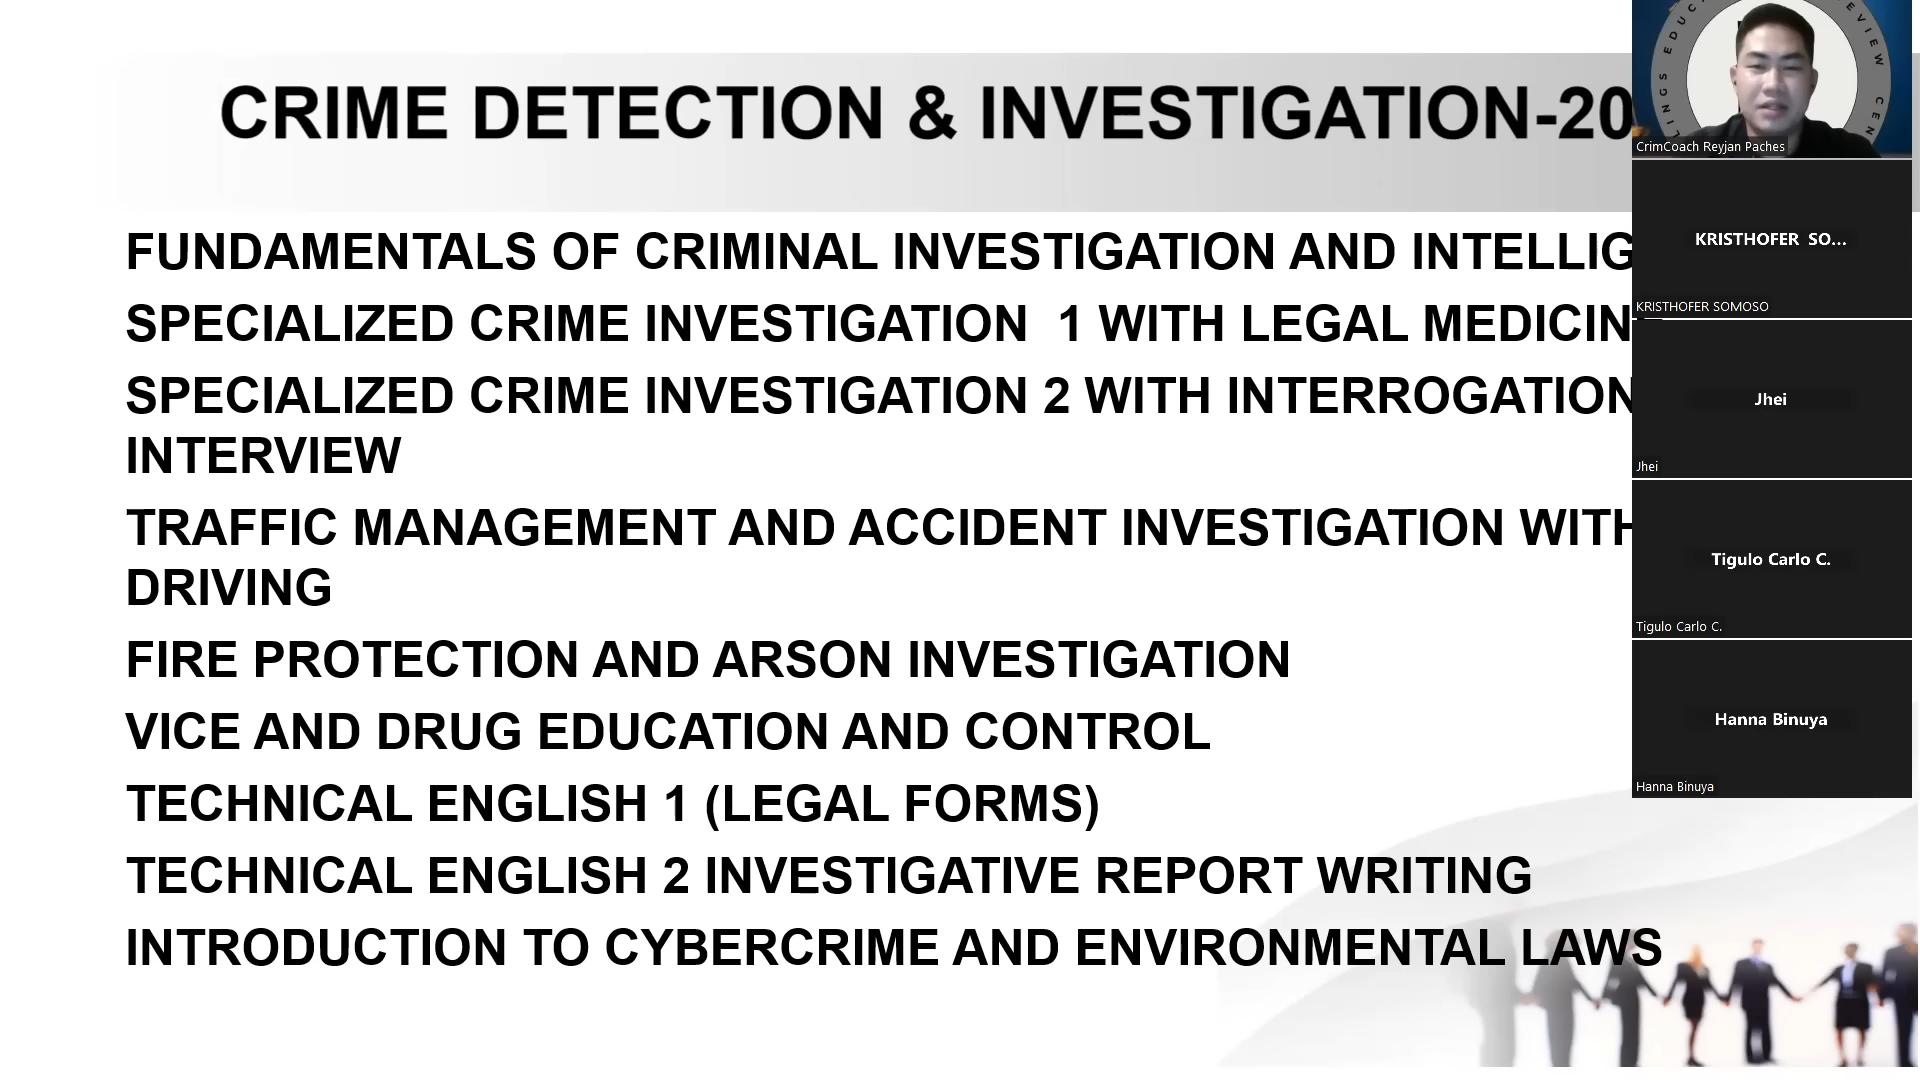 CRIME DETECTION & INVESTIGATION-20
FUNDAMENTALS OF CRIMINAL INVESTIGATION AND INTELLIG
SPECIALIZED CRIME INVESTIGATION 1 WITH LEGAL MEDICIN
SPECIALIZED CRIME INVESTIGATION 2 WITH INTERROGATION
INTERVIEW
TRAFFIC MANAGEMENT AND ACCIDENT INVESTIGATION WITH
DRIVING
FIRE PROTECTION AND ARSON INVESTIGATION
VICE AND DRUG EDUCATION AND CONTROL
TECHNICAL ENGLISH 1 (LEGAL FORMS)
TECHNICAL ENGLISH 2 INVESTIGATIVE REPORT WRITING
INTRODUCTION TO CYBERCRIME AND ENVIRONMENTAL LAWS
CrimCoach Reyjan Paches
KRISTHOFER SO...
KRISTHOFER SOMOSO
Jhei
Jhei
Tigulo Carlo C.
Tigulo Carlo C.
Hanna Binuya
Hanna Binuya